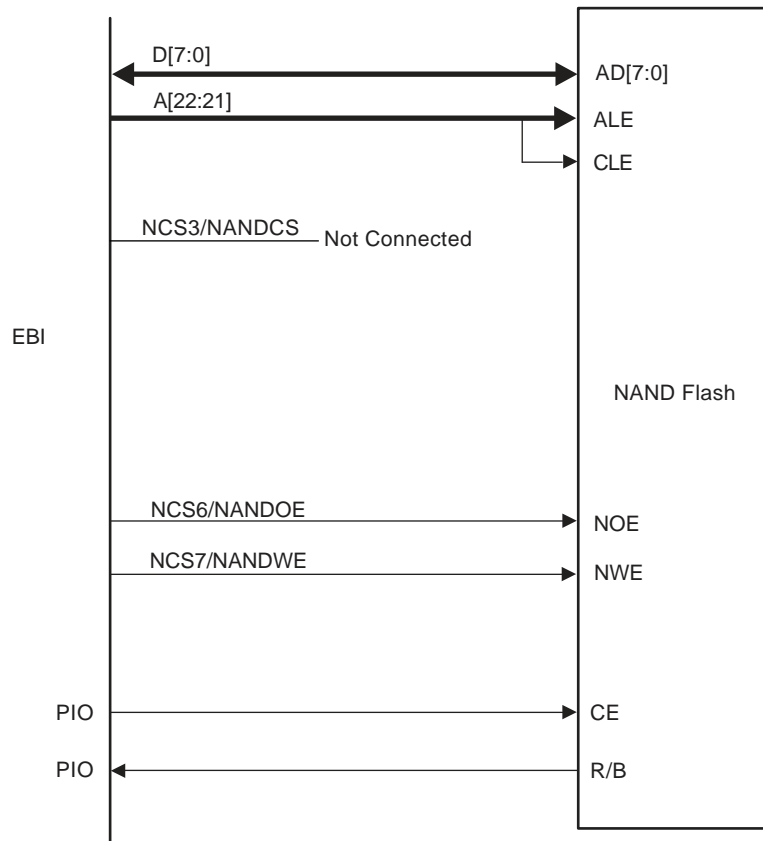 D[7:0]
AD[7:0]
A[22:21]
ALE
CLE
NCS3/NANDCS
Not Connected
EBI
NAND Flash
NCS6/NANDOE
NOE
NCS7/NANDWE
NWE
PIO
CE
PIO
R/B